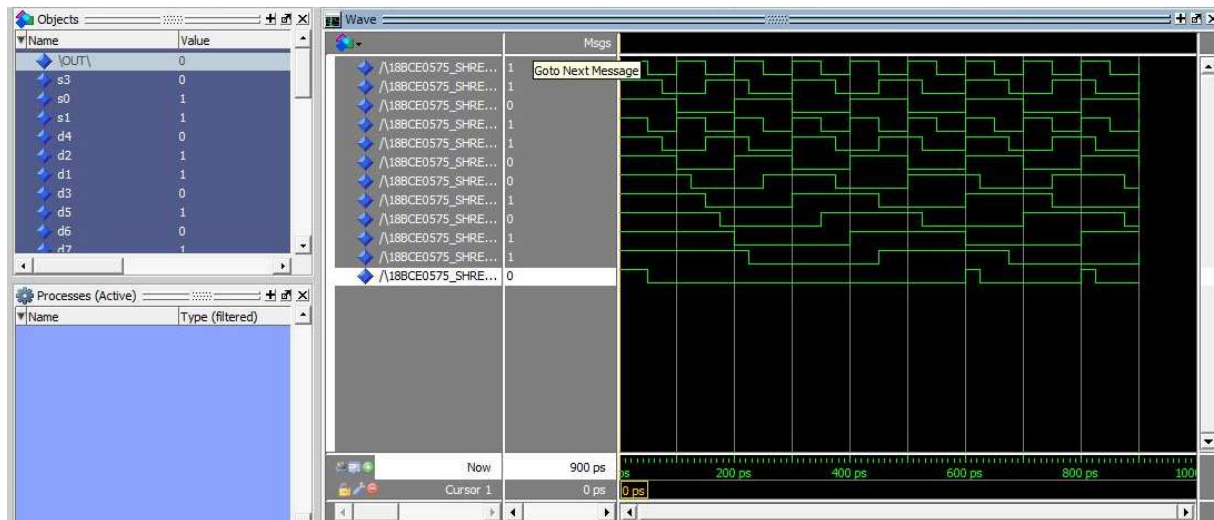 Objects
Name Value
\OUT\ 0
s3 0
s0 1
s1 1
d4 0
d2 1
d1 1
d3 0
d5 1
d6 0
d7 1
Processes (Active)
Name Type (filtered)
Wave
Msgs
Goto Next Message
/\18BCE0575_SHRE... 1
/\18BCE0575_SHRE... 1
/\18BCE0575_SHRE... 0
/\18BCE0575_SHRE... 1
/\18BCE0575_SHRE... 1
/\18BCE0575_SHRE... 0
/\18BCE0575_SHRE... 0
/\18BCE0575_SHRE... 1
/\18BCE0575_SHRE... 0
/\18BCE0575_SHRE... 1
/\18BCE0575_SHRE... 1
/\18BCE0575_SHRE... 0
Now 900 ps
ps 200 ps 400 ps 600 ps 800 ps 1000
Cursor 1 0 ps 0 ps